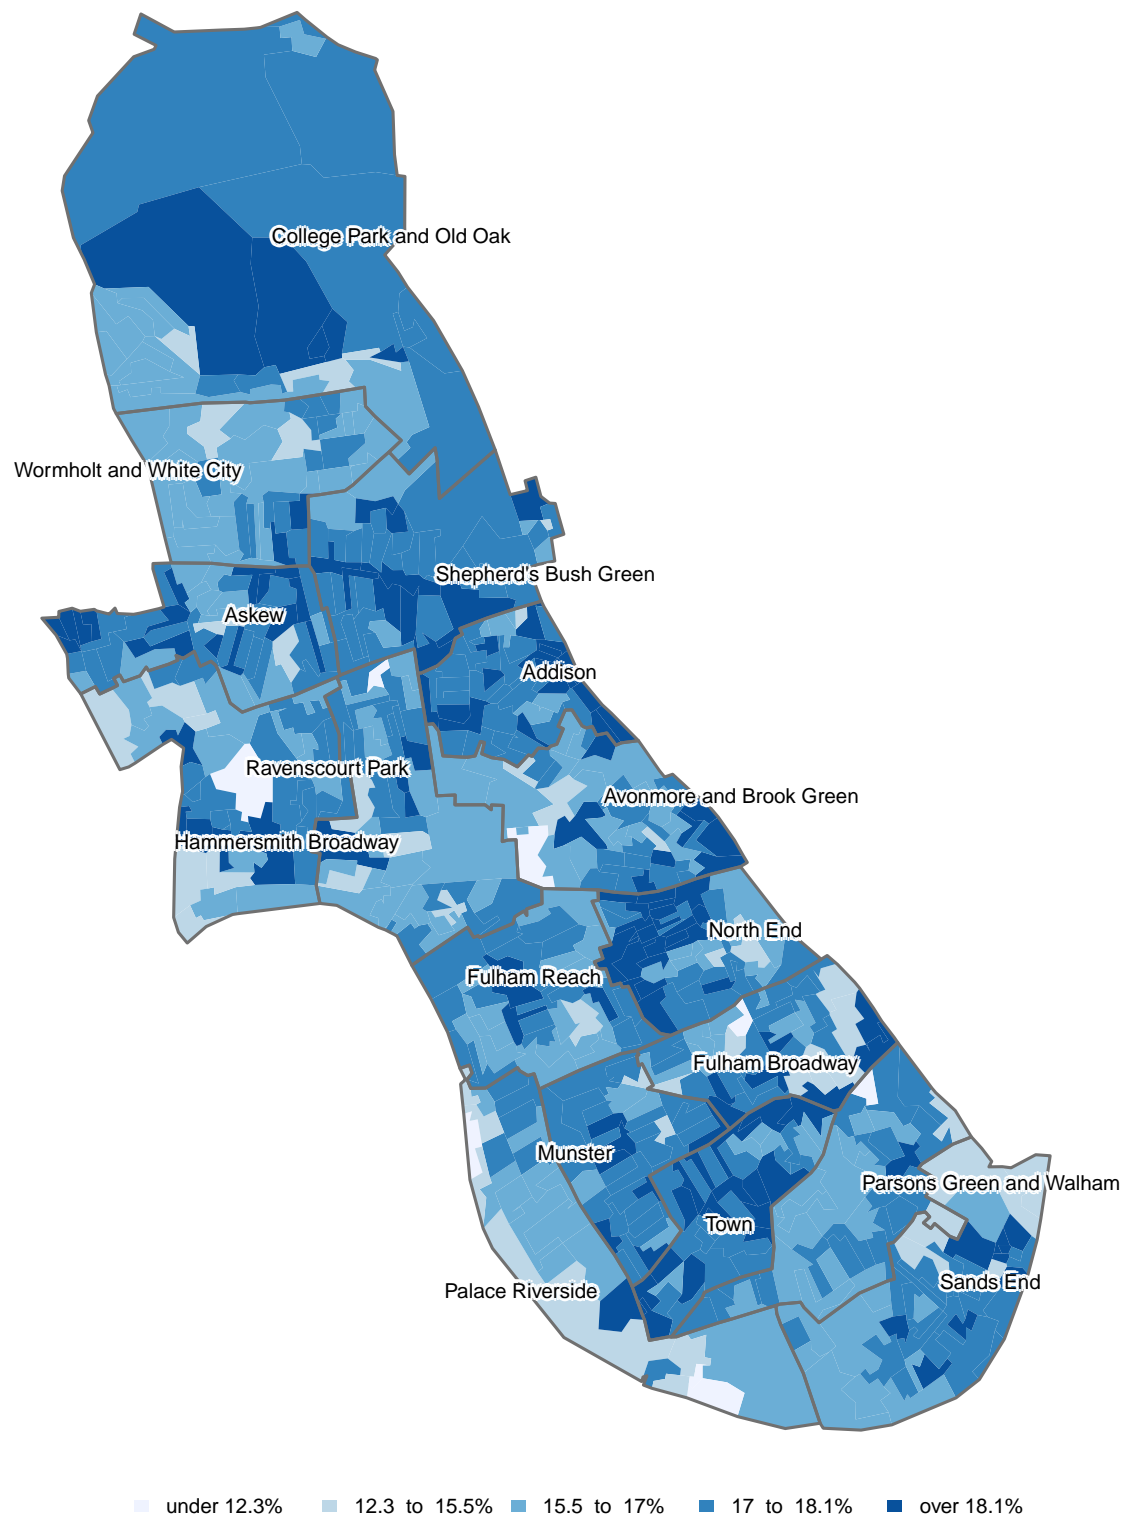 College Park and Old Oak
Wormholt and White City
Shepherd's Bush Green
Askew
Addison
Ravenscourt Park
Avonmore and Brook Green
Hammersmith Broadway
North End
Fulham Reach
Fulham Broadway
Munster
Parsons Green and Walham
Town
Sands End
Palace Riverside
under 12.3% 12.3 to 15.5% 15.5 to 17% 17 to 18.1% over 18.1%